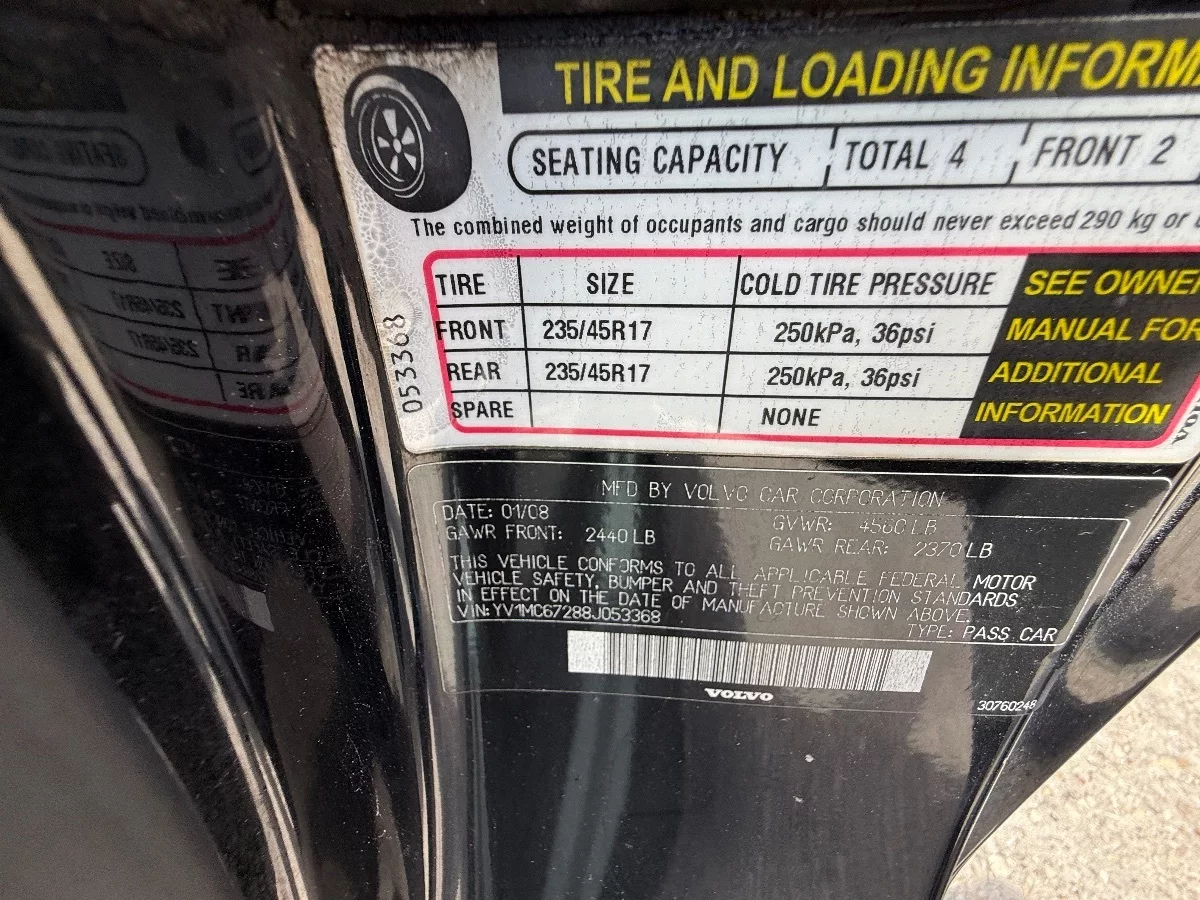 TIRE AND LOADING INFORM
SEATING CAPACITY TOTAL 4 FRONT 2
The combined weight of occupants and cargo should never exceed 290 kg or
TIRE SIZE COLD TIRE PRESSURE SEE OWNER
FRONT 235/45R17 250kPa, 36psi MANUAL FOR
REAR 235/45R17 250kPa, 36psi ADDITIONAL
SPARE NONE INFORMATION
053368
MFD BY VOLVO CAR CORPORATION
DATE: 01/08 GVWR: 4560 LB
GAWR FRONT: 2440 LB GAWR REAR: 2370 LB
THIS VEHICLE CONFORMS TO ALL APPLICABLE FEDERAL MOTOR
VEHICLE SAFETY, BUMPER AND THEFT PREVENTION STANDARDS
IN EFFECT ON THE DATE OF MANUFACTURE SHOWN ABOVE.
VIN: YV1MC67288J053368
TYPE: PASS CAR
VOLVO
30760248